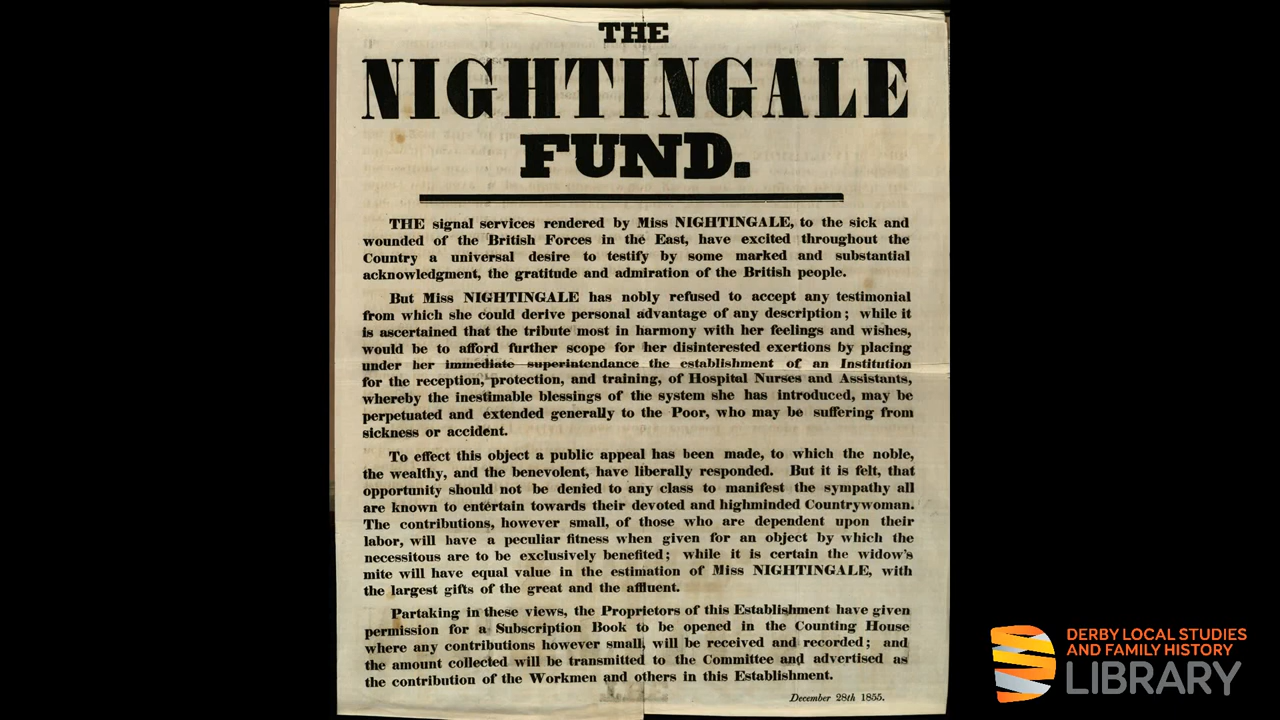 THE
NIGHTINGALE
FUND.
THE signal services rendered by Miss NIGHTINGALE, to the sick and
wounded of the British Forces in the East, have excited throughout the
Country a universal desire to testify by some marked and substantial
acknowledgment, the gratitude and admiration of the British people.
But Miss NIGHTINGALE has nobly refused to accept any testimonial
from which she could derive personal advantage of any description; while it
is ascertained that the tribute most in harmony with her feelings and wishes,
would be to afford further scope for her disinterested exertions by placing
under her immediate superintendance the establishment of an Institution
for the reception, protection, and training, of Hospital Nurses and Assistants,
whereby the inestimable blessings of the system she has introduced, may be
perpetuated and extended generally to the Poor, who may be suffering from
sickness or accident.
To effect this object a public appeal has been made, to which the noble,
the wealthy, and the benevolent, have liberally responded. But it is felt, that
opportunity should not be denied to any class to manifest the sympathy all
are known to entertain towards their devoted and highminded Countrywoman.
The contributions, however small, of those who are dependent upon their
labor, will have a peculiar fitness when given for an object by which the
necessitous are to be exclusively benefited; while it is certain the widow's
mite will have equal value in the estimation of Miss NIGHTINGALE, with
the largest gifts of the great and the affluent.
Partaking in these views, the Proprietors of this Establishment have given
permission for a Subscription Book to be opened in the Counting House
where any contributions however small, will be received and recorded; and
the amount collected will be transmitted to the Committee and advertised as
the contribution of the Workmen and others in this Establishment.
December 28th 1855.
DERBY LOCAL STUDIES
AND FAMILY HISTORY
LIBRARY